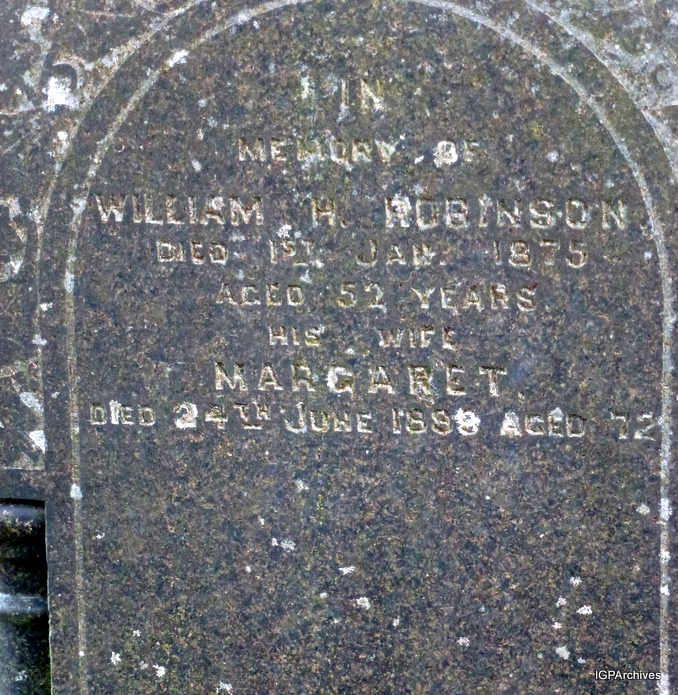 IN
MEMORY OF
WILLIAM H. ROBINSON,
DIED 1ST JAN. 1875
AGED 52 YEARS.
HIS WIFE
MARGARET,
DIED 24TH JUNE 1888 AGED 72
IGPArchives